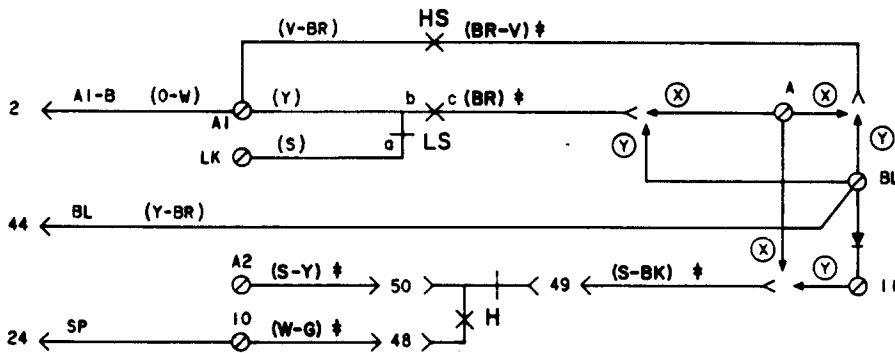 HS
(V-BR) (BR-V) ‡
A
2 A1-B (O-W) (Y) b c (BR) ‡ X X
A1
a LS Y Y
LK (S)
BL
44 BL (Y-BR)
X
A2 (S-Y) ‡ 50 49 (S-BK) ‡ Y
H
24 SP 10 (W-G) ‡ 48